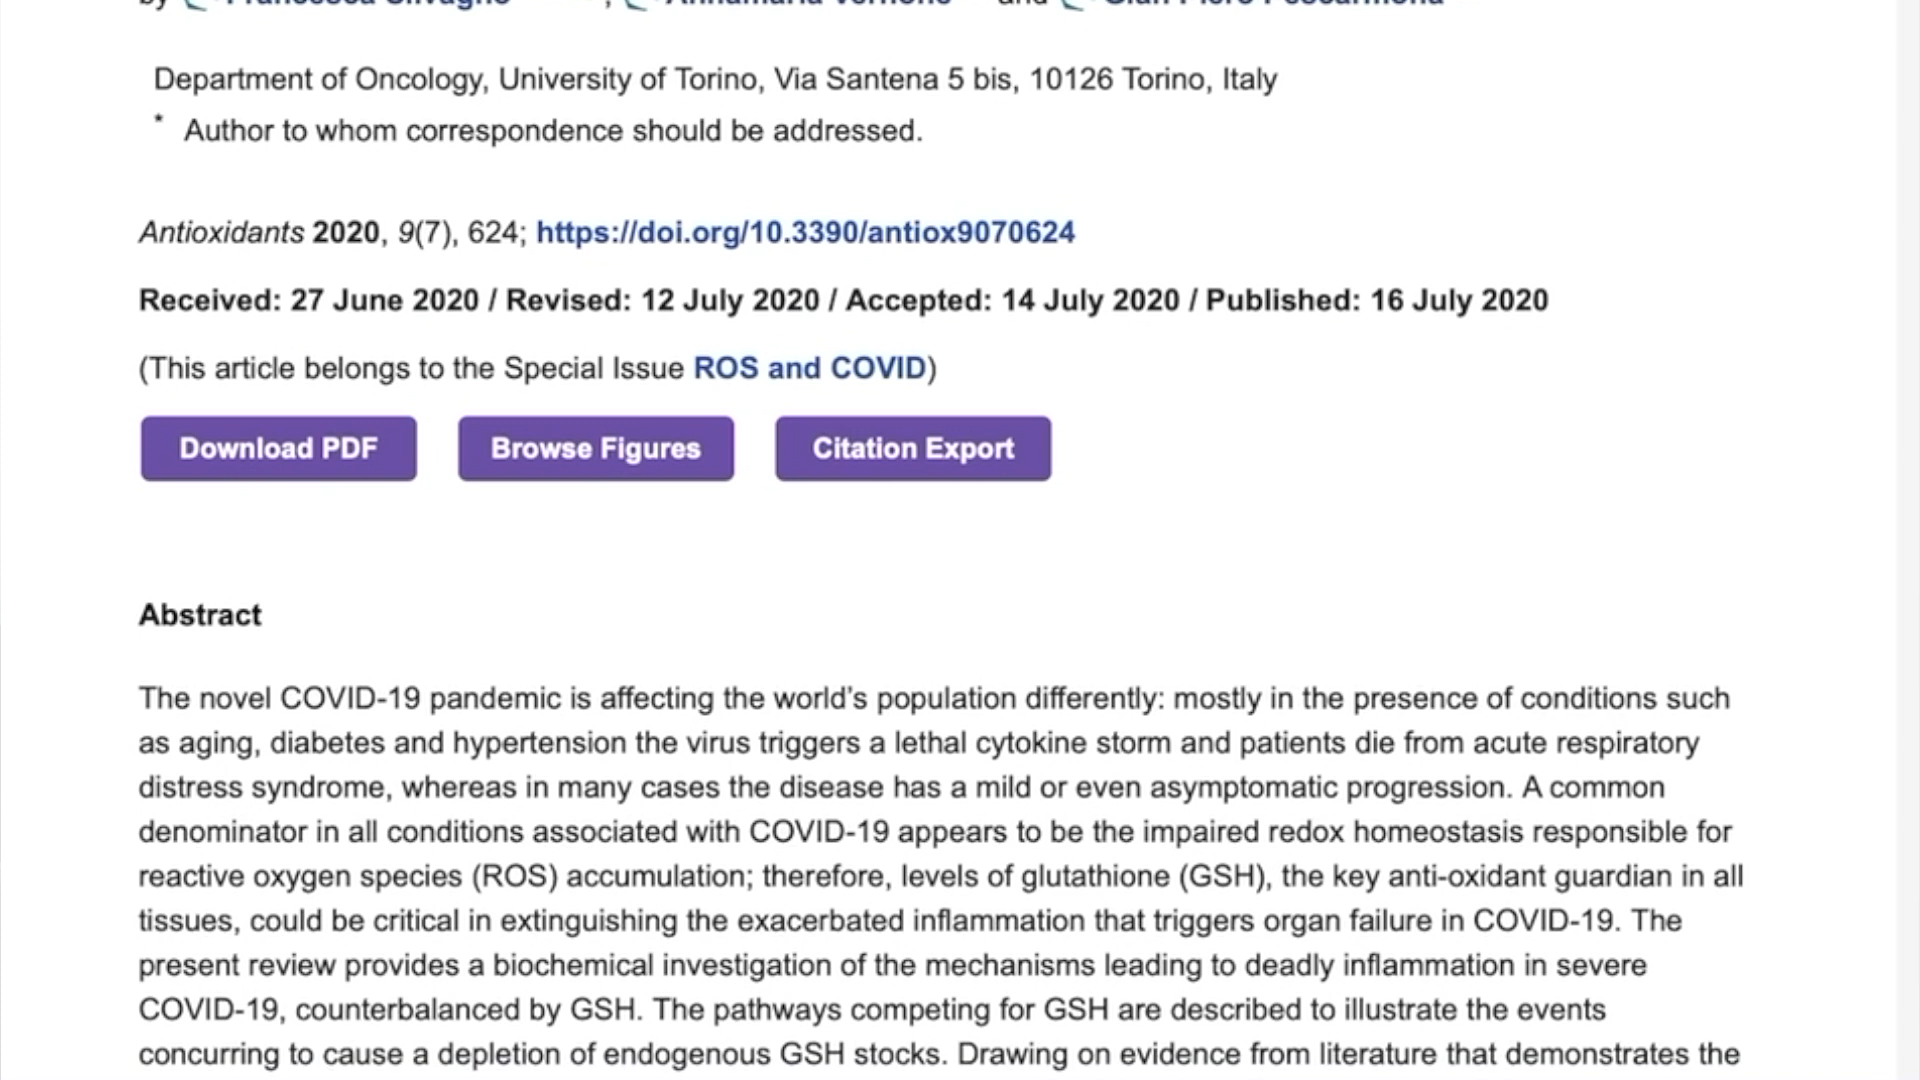 by Francesca Silvagno , Annamaria Vernone and Gian Piero Pescarmona
Department of Oncology, University of Torino, Via Santena 5 bis, 10126 Torino, Italy
* Author to whom correspondence should be addressed.
Antioxidants 2020, 9(7), 624; https://doi.org/10.3390/antiox9070624
Received: 27 June 2020 / Revised: 12 July 2020 / Accepted: 14 July 2020 / Published: 16 July 2020
(This article belongs to the Special Issue ROS and COVID)
Download PDF Browse Figures Citation Export
Abstract
The novel COVID-19 pandemic is affecting the world’s population differently: mostly in the presence of conditions such
as aging, diabetes and hypertension the virus triggers a lethal cytokine storm and patients die from acute respiratory
distress syndrome, whereas in many cases the disease has a mild or even asymptomatic progression. A common
denominator in all conditions associated with COVID-19 appears to be the impaired redox homeostasis responsible for
reactive oxygen species (ROS) accumulation; therefore, levels of glutathione (GSH), the key anti-oxidant guardian in all
tissues, could be critical in extinguishing the exacerbated inflammation that triggers organ failure in COVID-19. The
present review provides a biochemical investigation of the mechanisms leading to deadly inflammation in severe
COVID-19, counterbalanced by GSH. The pathways competing for GSH are described to illustrate the events
concurring to cause a depletion of endogenous GSH stocks. Drawing on evidence from literature that demonstrates the